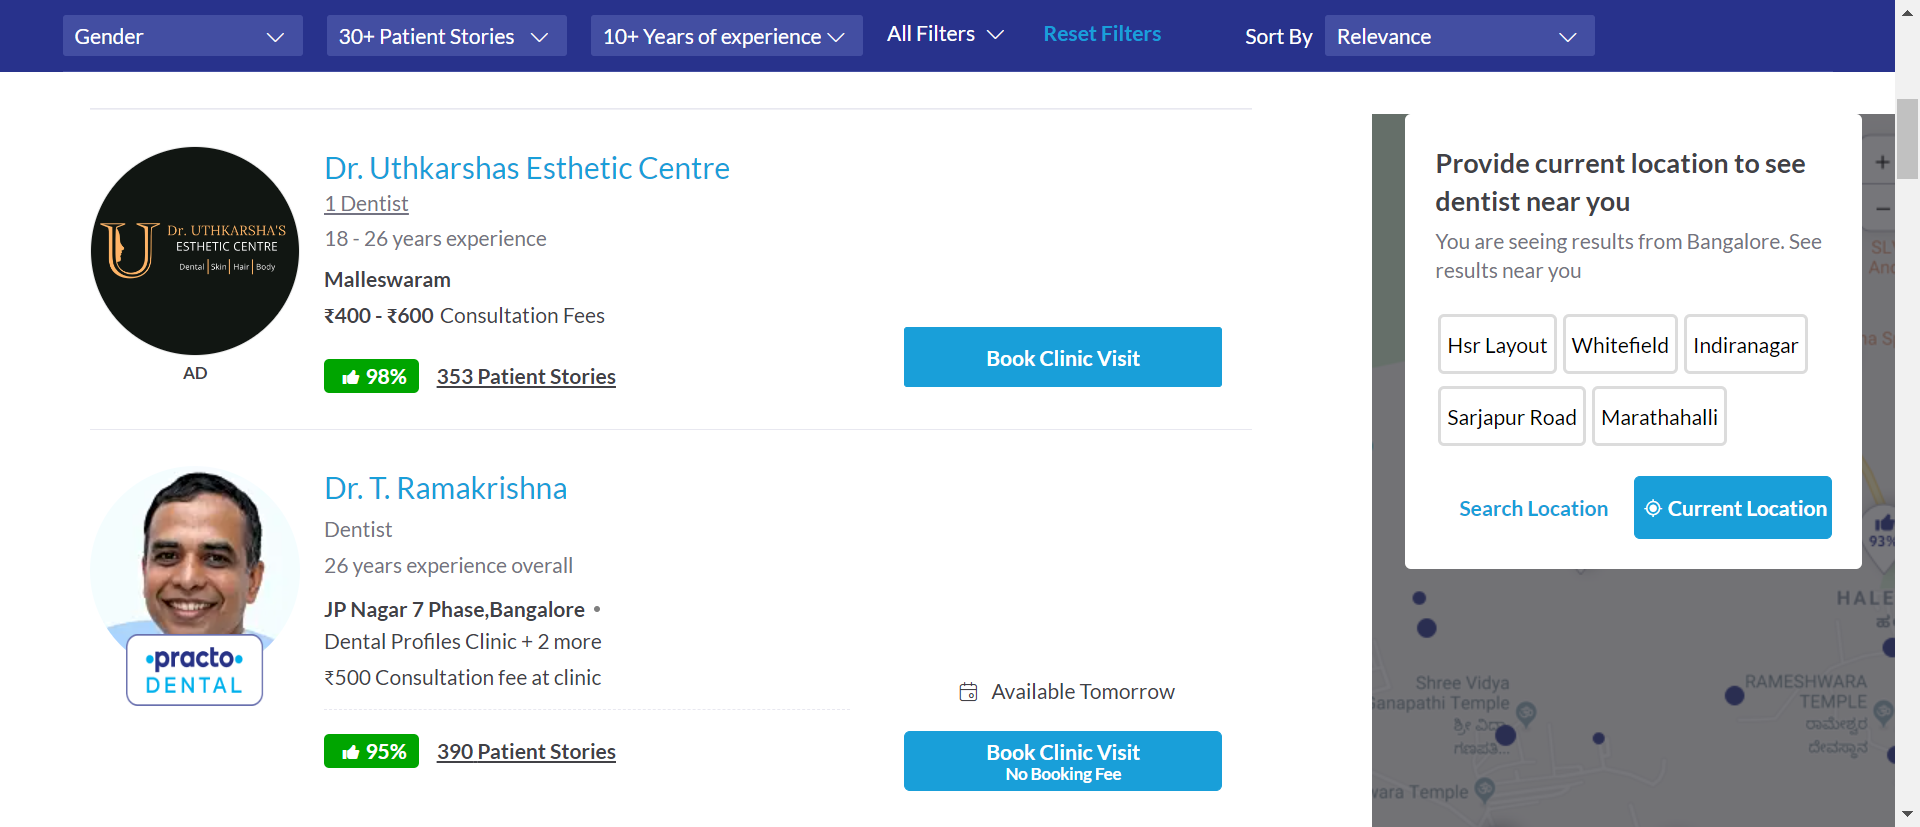 Gender
30+ Patient Stories
10+ Years of experience
All Filters
Reset Filters
Sort By
Relevance
Dr. Uthkarshas Esthetic Centre
1 Dentist
18 - 26 years experience
Malleswaram
₹400 - ₹600 Consultation Fees
98%
353 Patient Stories
Book Clinic Visit
U
Dr. UTHKARSHA'S
ESTHETIC CENTRE
Dental | Skin | Hair | Body
AD
Dr. T. Ramakrishna
Dentist
26 years experience overall
JP Nagar 7 Phase,Bangalore •
Dental Profiles Clinic + 2 more
₹500 Consultation fee at clinic
95%
390 Patient Stories
•practo•
DENTAL
Available Tomorrow
Book Clinic Visit
No Booking Fee
Provide current location to see
dentist near you
You are seeing results from Bangalore. See
results near you
Hsr Layout
Whitefield
Indiranagar
Sarjapur Road
Marathahalli
Search Location
Current Location
+
−
93%
HALE
Shree Vidya
Ganapathi Temple
ಶ್ರೀ ವಿದ್ಯಾ
ಗಣಪತಿ...
RAMESHWARA
TEMPLE
ರಾಮೇಶ್ವರ
ದೇವಸ್ಥಾನ
wara Temple